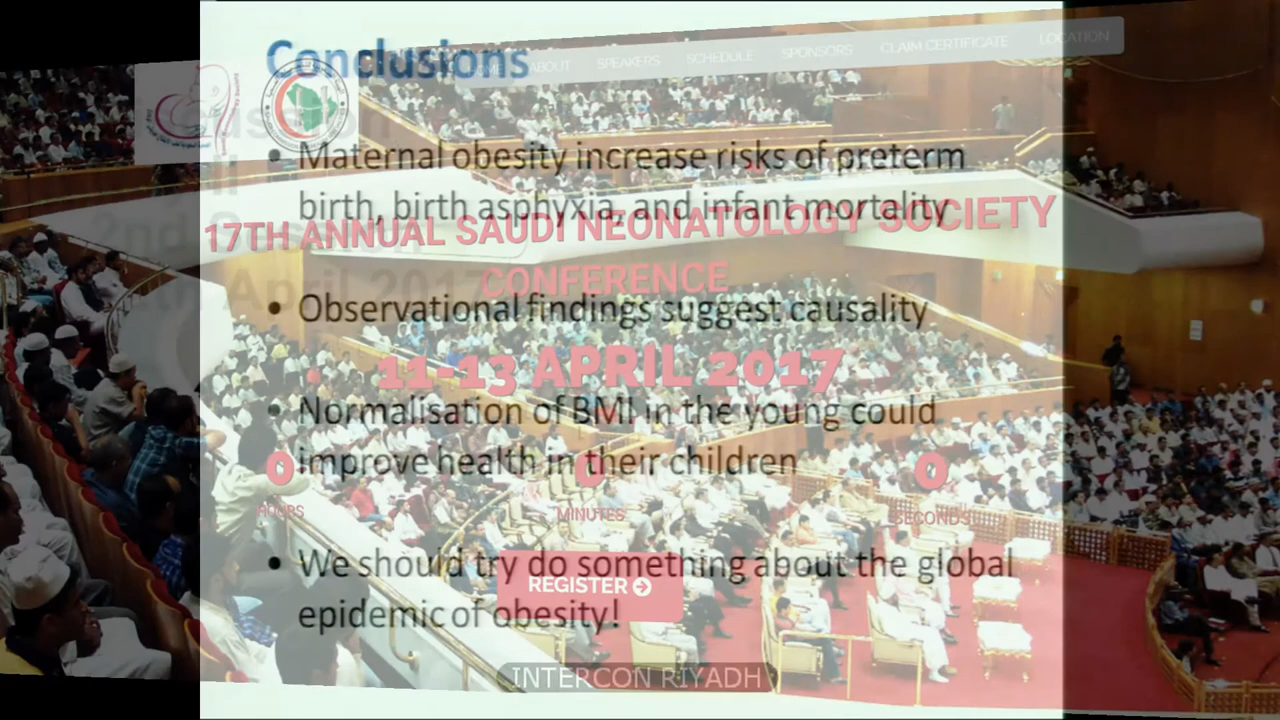 Conclusions
HOME ABOUT SPEAKERS SCHEDULE SPONSORS CLAIM CERTIFICATE LOCATION
• Maternal obesity increase risks of preterm
birth, birth asphyxia, and infant mortality
17TH ANNUAL SAUDI NEONATOLOGY SOCIETY
CONFERENCE
• Observational findings suggest causality
11-13 APRIL 2017
• Normalisation of BMI in the young could
improve health in their children
0 0 0
HOURS MINUTES SECONDS
• We should try do something about the global
epidemic of obesity!
REGISTER
INTERCON RIYADH